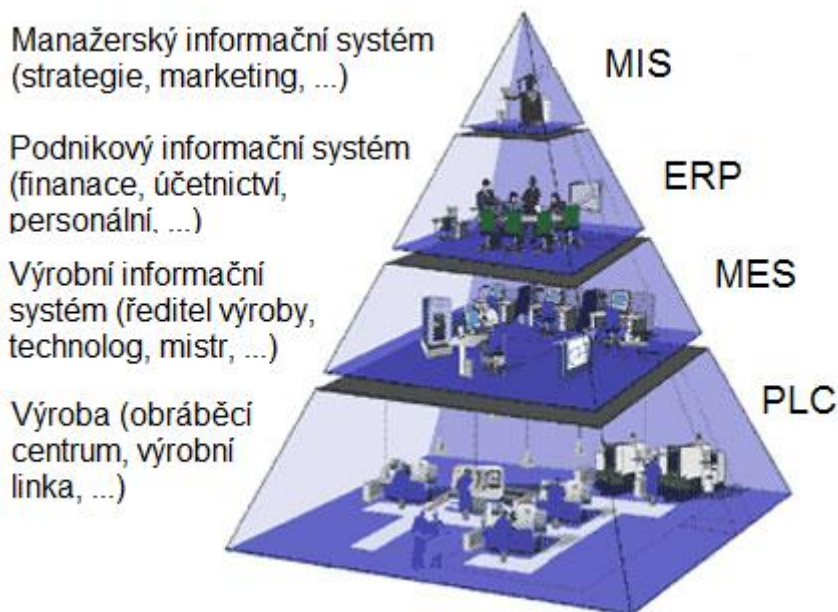 Manažerský informační systém
(strategie, marketing, ...)
MIS
Podnikový informační systém
(finanace, účetnictví,
personální, ...)
ERP
Výrobní informační
systém (ředitel výroby,
technolog, mistr, ...)
MES
Výroba (obráběcí
centrum, výrobní
linka, ...)
PLC